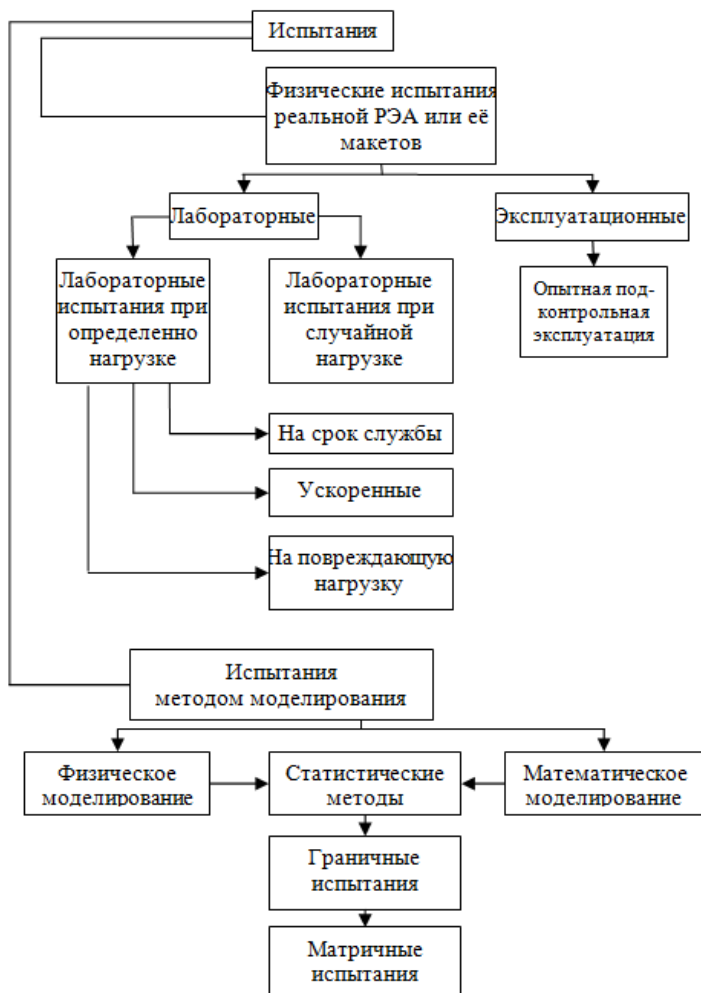 Испытания
Физические испытания
реальной РЭА или её
макетов
Лабораторные
Эксплуатационные
Лабораторные
испытания при
определенно
нагрузке
Лабораторные
испытания при
случайной
нагрузке
Опытная под-
контрольная
эксплуатация
На срок службы
Ускоренные
На повреждающую
нагрузку
Испытания
методом моделирования
Физическое
моделирование
Статистические
методы
Математическое
моделирование
Граничные
испытания
Матричные
испытания